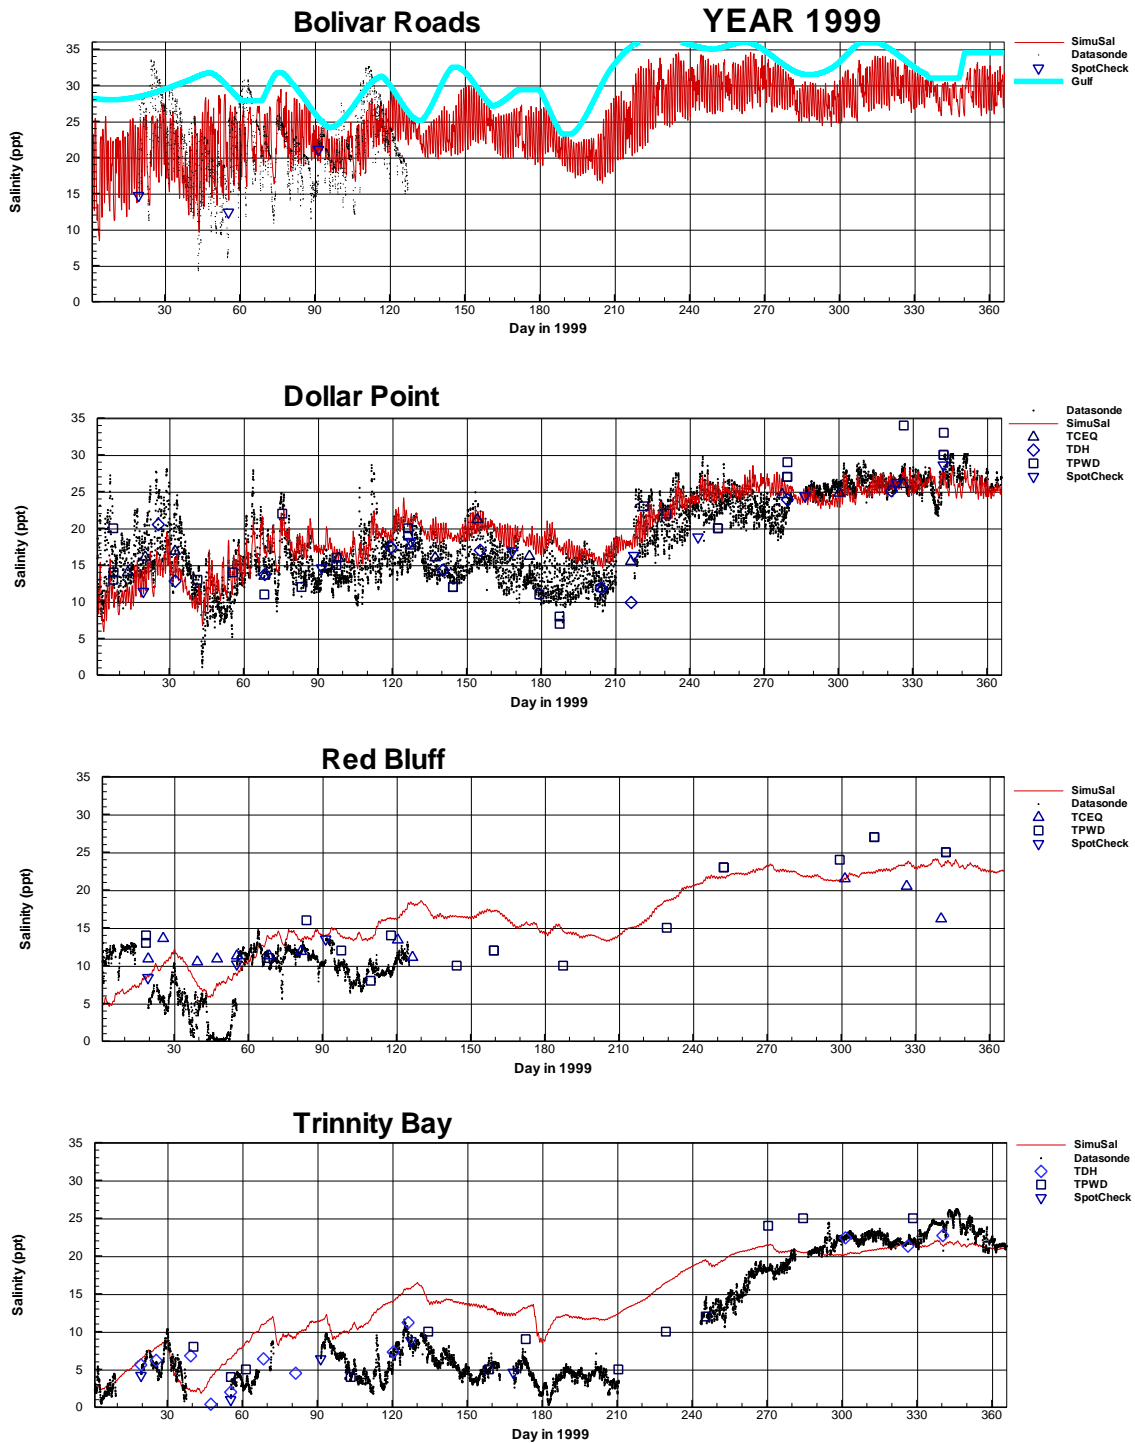 Bolivar Roads YEAR 1999
SimuSal
Datasonde
SpotCheck
Gulf
Salinity (ppt)
35
30
25
20
15
10
5
0
30 60 90 120 150 180 210 240 270 300 330 360
Day in 1999
Dollar Point
Datasonde
SimuSal
TCEQ
TDH
TPWD
SpotCheck
Salinity (ppt)
35
30
25
20
15
10
5
0
30 60 90 120 150 180 210 240 270 300 330 360
Day in 1999
Red Bluff
SimuSal
Datasonde
TCEQ
TPWD
SpotCheck
Salinity (ppt)
35
30
25
20
15
10
5
0
30 60 90 120 150 180 210 240 270 300 330 360
Day in 1999
Trinnity Bay
SimuSal
Datasonde
TDH
TPWD
SpotCheck
Salinity (ppt)
35
30
25
20
15
10
5
0
30 60 90 120 150 180 210 240 270 300 330 360
Day in 1999